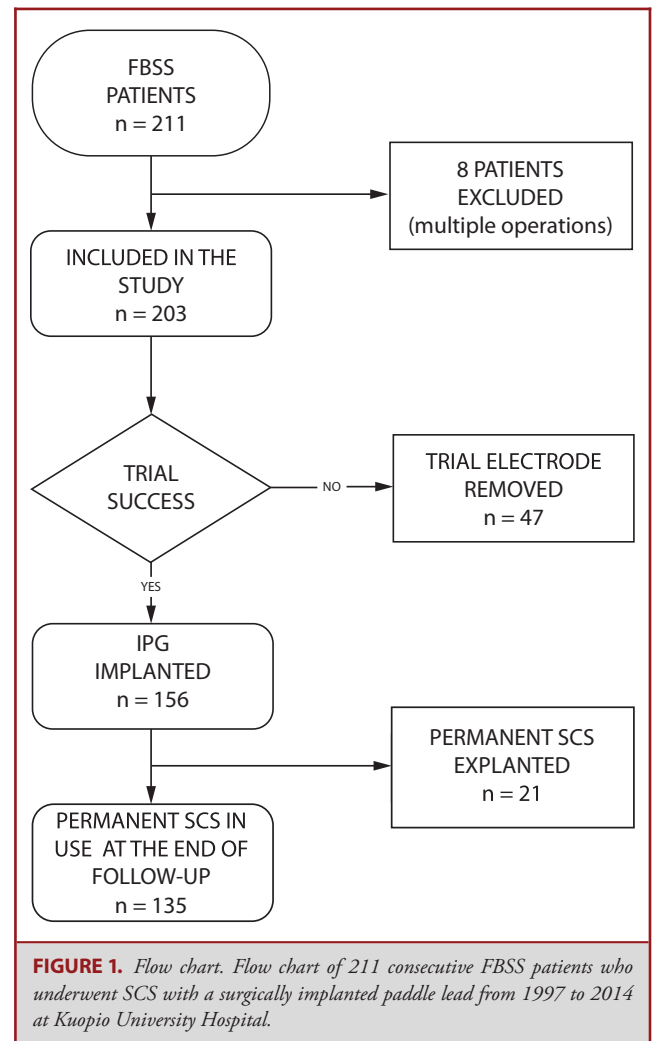 FBSS
PATIENTS
n = 211
8 PATIENTS
EXCLUDED
(multiple operations)
INCLUDED IN THE
STUDY
n = 203
TRIAL
SUCCESS
NO
TRIAL ELECTRODE
REMOVED
n = 47
YES
IPG
IMPLANTED
n = 156
PERMANENT SCS
EXPLANTED
n = 21
PERMANENT SCS IN
USE AT THE END OF
FOLLOW-UP
n = 135
FIGURE 1. Flow chart. Flow chart of 211 consecutive FBSS patients who
underwent SCS with a surgically implanted paddle lead from 1997 to 2014
at Kuopio University Hospital.